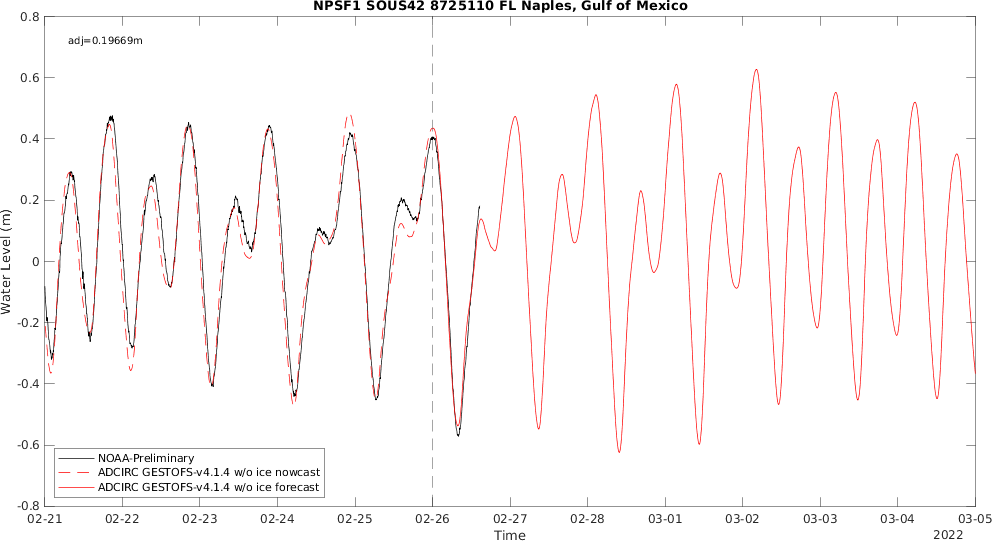 NPSF1 SOUS42 8725110 FL Naples, Gulf of Mexico
adj=0.19669m
0.8
0.6
0.4
0.2
0
-0.2
-0.4
-0.6
-0.8
Water Level (m)
NOAA-Preliminary
ADCIRC GESTOFS-v4.1.4 w/o ice nowcast
ADCIRC GESTOFS-v4.1.4 w/o ice forecast
02-21 02-22 02-23 02-24 02-25 02-26 02-27 02-28 03-01 03-02 03-03 03-04 03-05
Time
2022